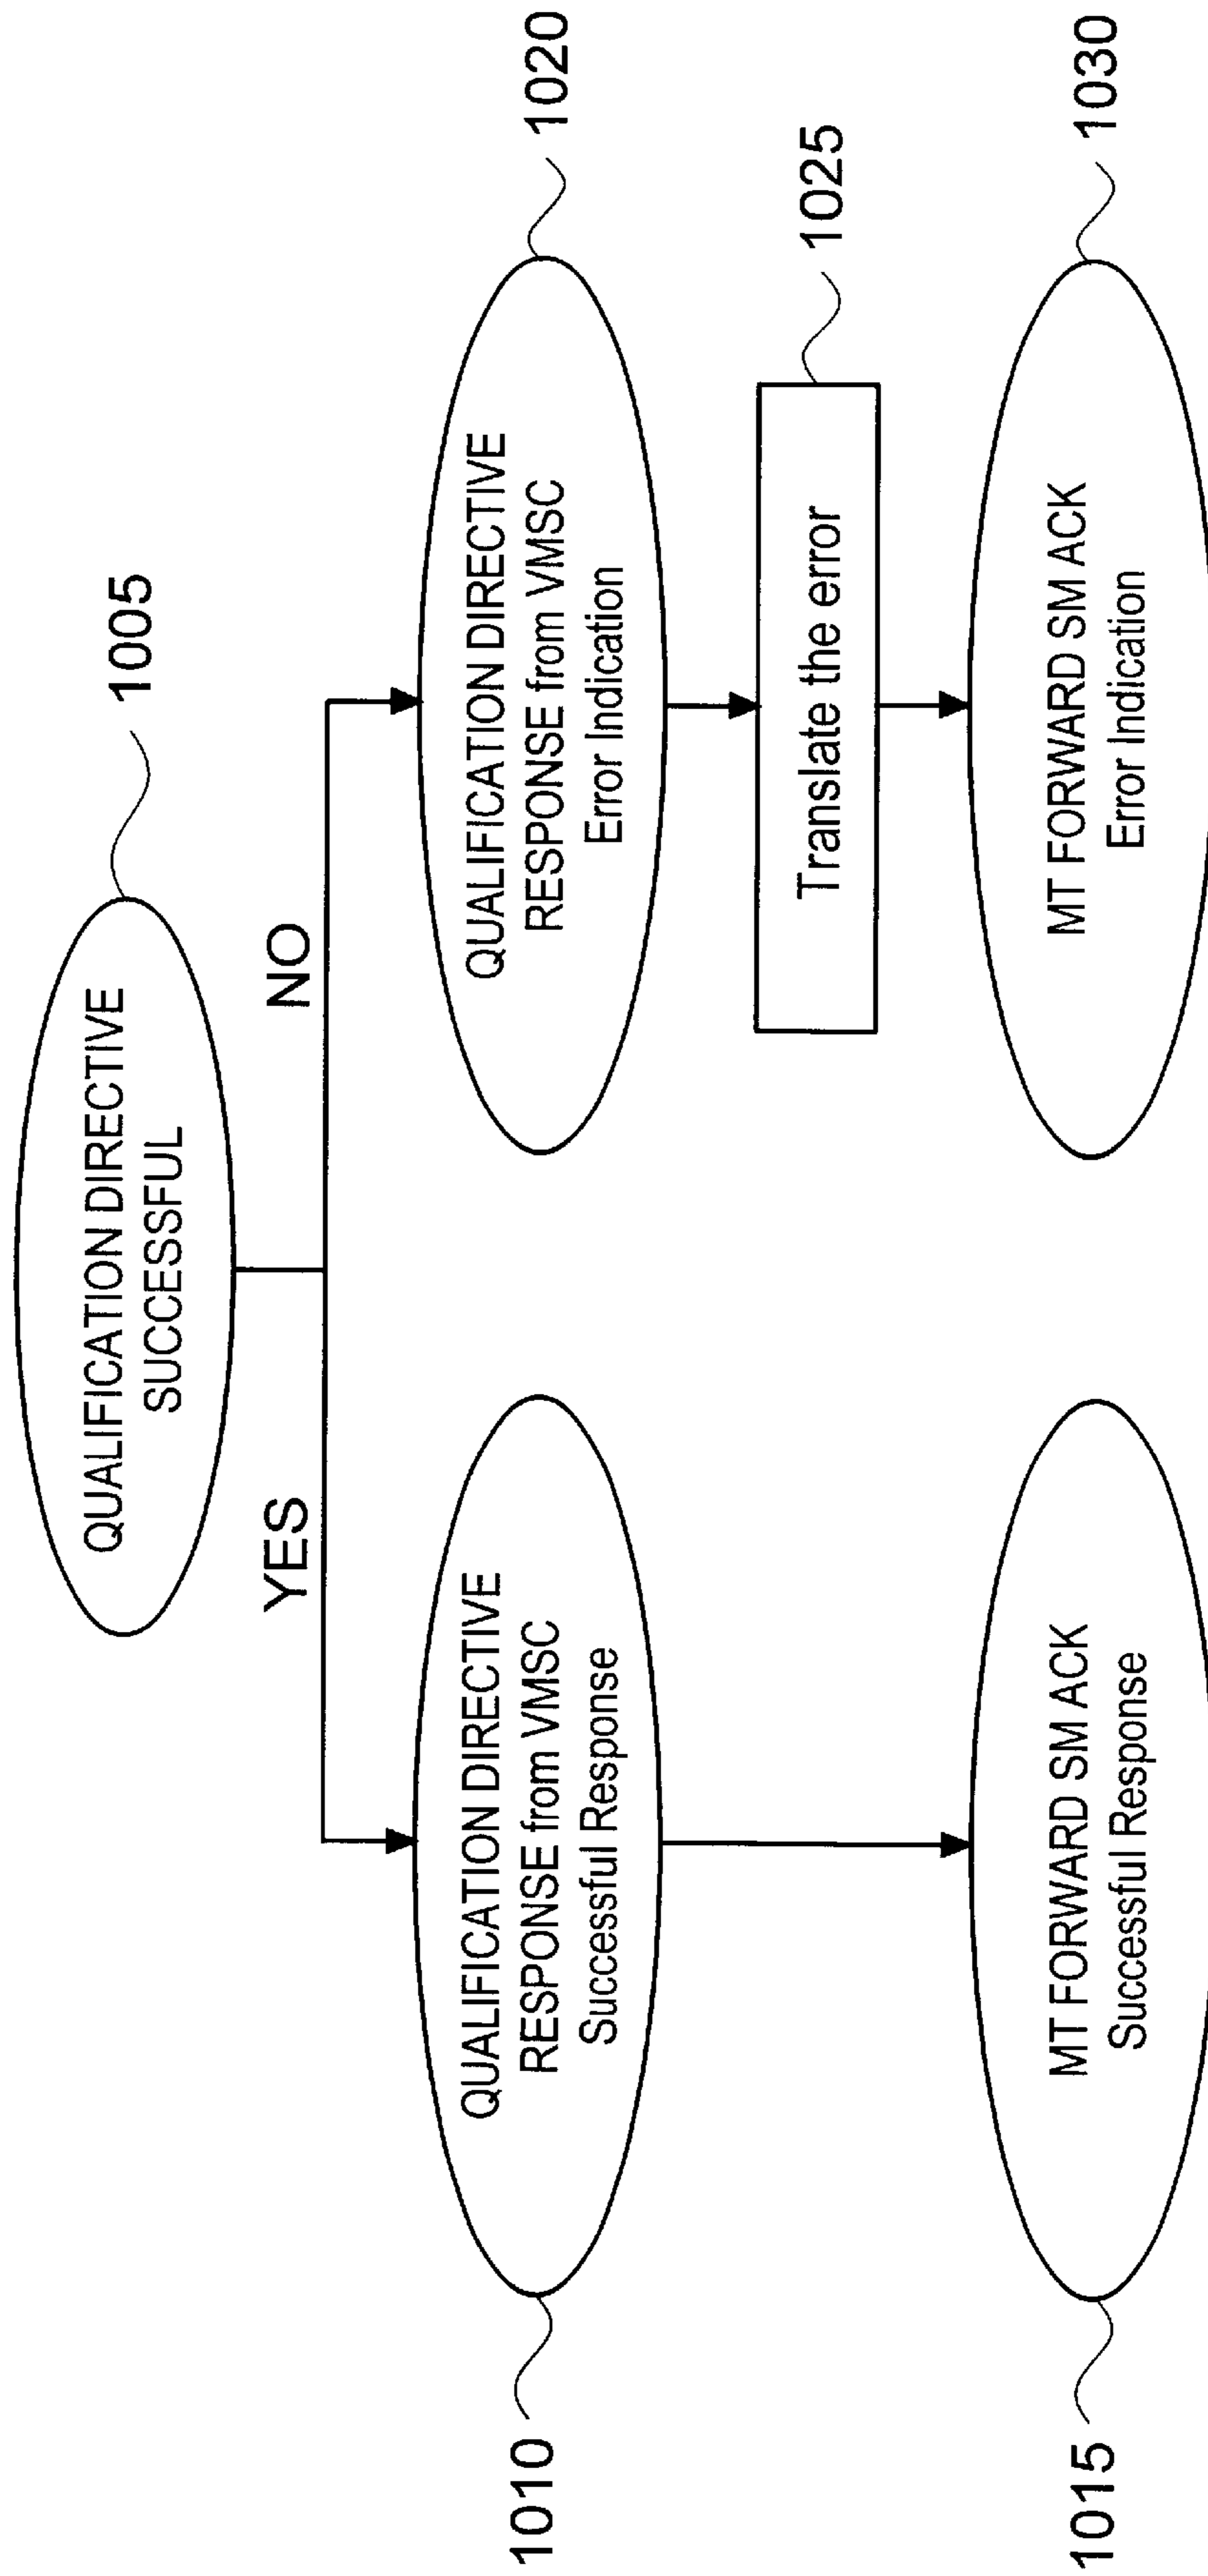 QUALIFICATION DIRECTIVE
SUCCESSFUL
1005
YES
NO
1010
QUALIFICATION DIRECTIVE
RESPONSE from VMSC
Successful Response
QUALIFICATION DIRECTIVE
RESPONSE from VMSC
Error Indication
1020
Translate the error
1025
1015
MT FORWARD SM ACK
Successful Response
MT FORWARD SM ACK
Error Indication
1030